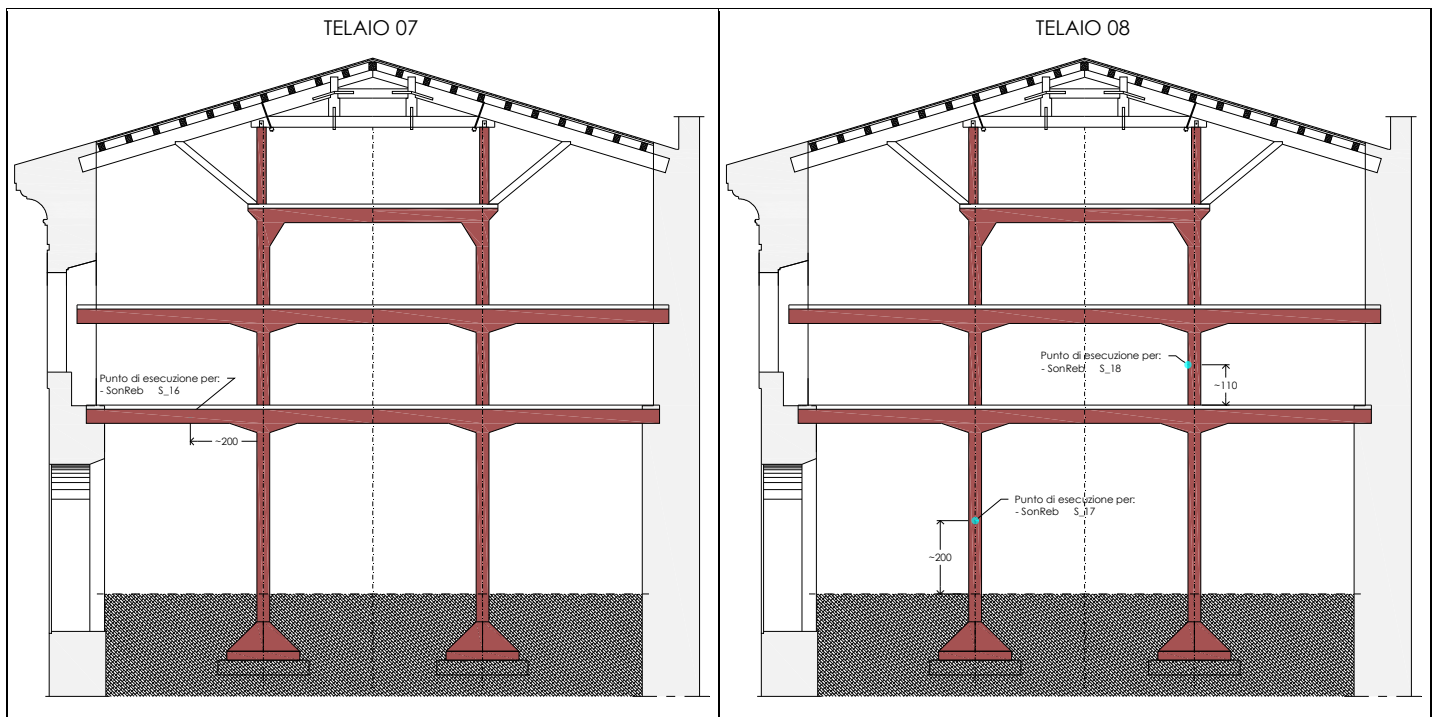 TELAIO 07
Punto di esecuzione per:
- SonReb S_16
~200
TELAIO 08
Punto di esecuzione per:
- SonReb S_18
~110
Punto di esecuzione per:
- SonReb S_17
~200